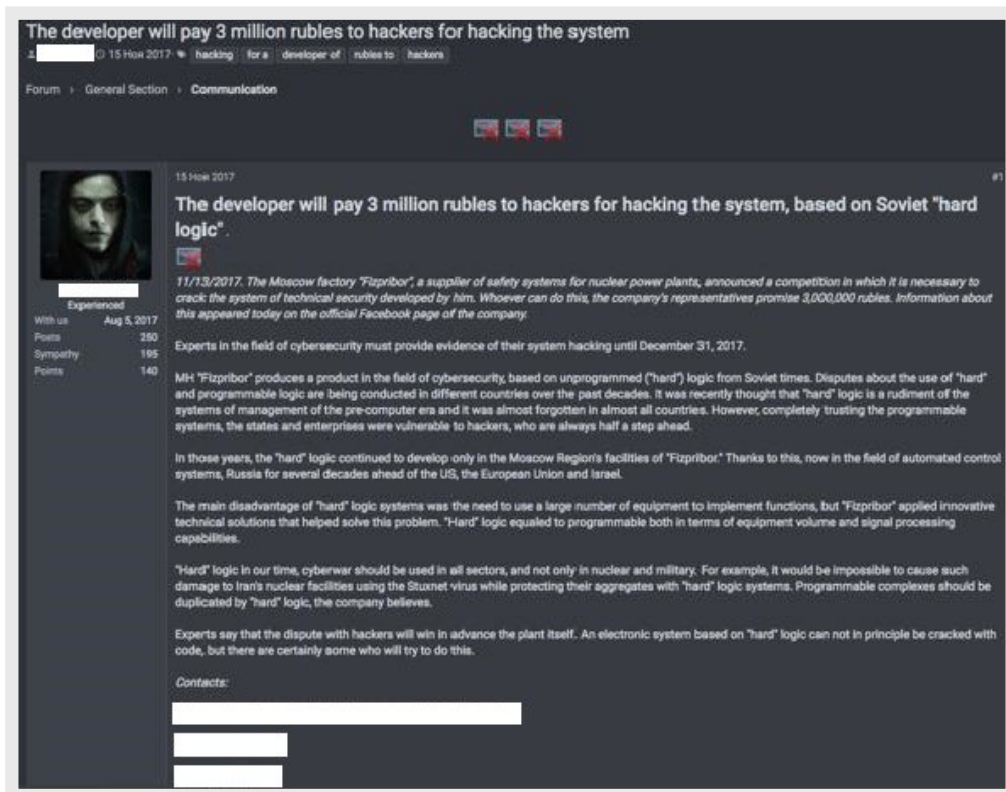 The developer will pay 3 million rubles to hackers for hacking the system
15 Ноя 2017 hacking for a developer of rubles to hackers
Forum › General Section › Communication
15 Ноя 2017 #1
The developer will pay 3 million rubles to hackers for hacking the system, based on Soviet "hard
logic".
11/13/2017. The Moscow factory "Fizpribor", a supplier of safety systems for nuclear power plants, announced a competition in which it is necessary to
crack the system of technical security developed by him. Whoever can do this, the company's representatives promise 3,000,000 rubles. Information about
this appeared today on the official Facebook page of the company.
Experienced
With us Aug 5, 2017
Posts 250
Sympathy 195
Points 140
Experts in the field of cybersecurity must provide evidence of their system hacking until December 31, 2017.
MH "Fizpribor" produces a product in the field of cybersecurity, based on unprogrammed ("hard") logic from Soviet times. Disputes about the use of "hard"
and programmable logic are being conducted in different countries over the past decades. It was recently thought that "hard" logic is a rudiment of the
systems of management of the pre-computer era and it was almost forgotten in almost all countries. However, completely trusting the programmable
systems, the states and enterprises were vulnerable to hackers, who are always half a step ahead.
In those years, the "hard" logic continued to develop only in the Moscow Region's facilities of "Fizpribor." Thanks to this, now in the field of automated control
systems, Russia for several decades ahead of the US, the European Union and Israel.
The main disadvantage of "hard" logic systems was the need to use a large number of equipment to implement functions, but "Fizpribor" applied innovative
technical solutions that helped solve this problem. "Hard" logic equaled to programmable both in terms of equipment volume and signal processing
capabilities.
"Hard" logic in our time, cyberwar should be used in all sectors, and not only in nuclear and military. For example, it would be impossible to cause such
damage to Iran's nuclear facilities using the Stuxnet virus while protecting their aggregates with "hard" logic systems. Programmable complexes should be
duplicated by "hard" logic, the company believes.
Experts say that the dispute with hackers will win in advance the plant itself. An electronic system based on "hard" logic can not in principle be cracked with
code, but there are certainly some who will try to do this.
Contacts: